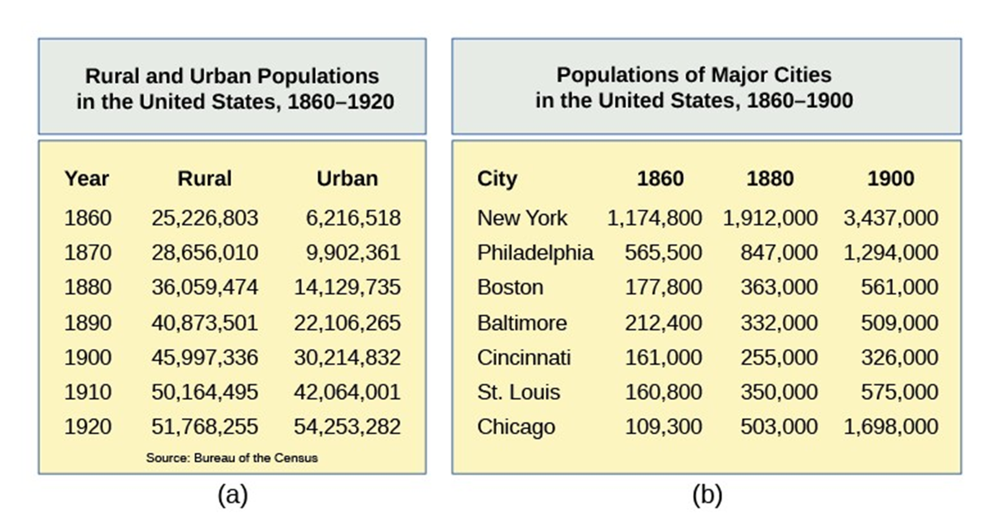 Rural and Urban Populations
in the United States, 1860–1920
Year Rural Urban
1860 25,226,803 6,216,518
1870 28,656,010 9,902,361
1880 36,059,474 14,129,735
1890 40,873,501 22,106,265
1900 45,997,336 30,214,832
1910 50,164,495 42,064,001
1920 51,768,255 54,253,282
Source: Bureau of the Census
(a)
Populations of Major Cities
in the United States, 1860–1900
City 1860 1880 1900
New York 1,174,800 1,912,000 3,437,000
Philadelphia 565,500 847,000 1,294,000
Boston 177,800 363,000 561,000
Baltimore 212,400 332,000 509,000
Cincinnati 161,000 255,000 326,000
St. Louis 160,800 350,000 575,000
Chicago 109,300 503,000 1,698,000
(b)